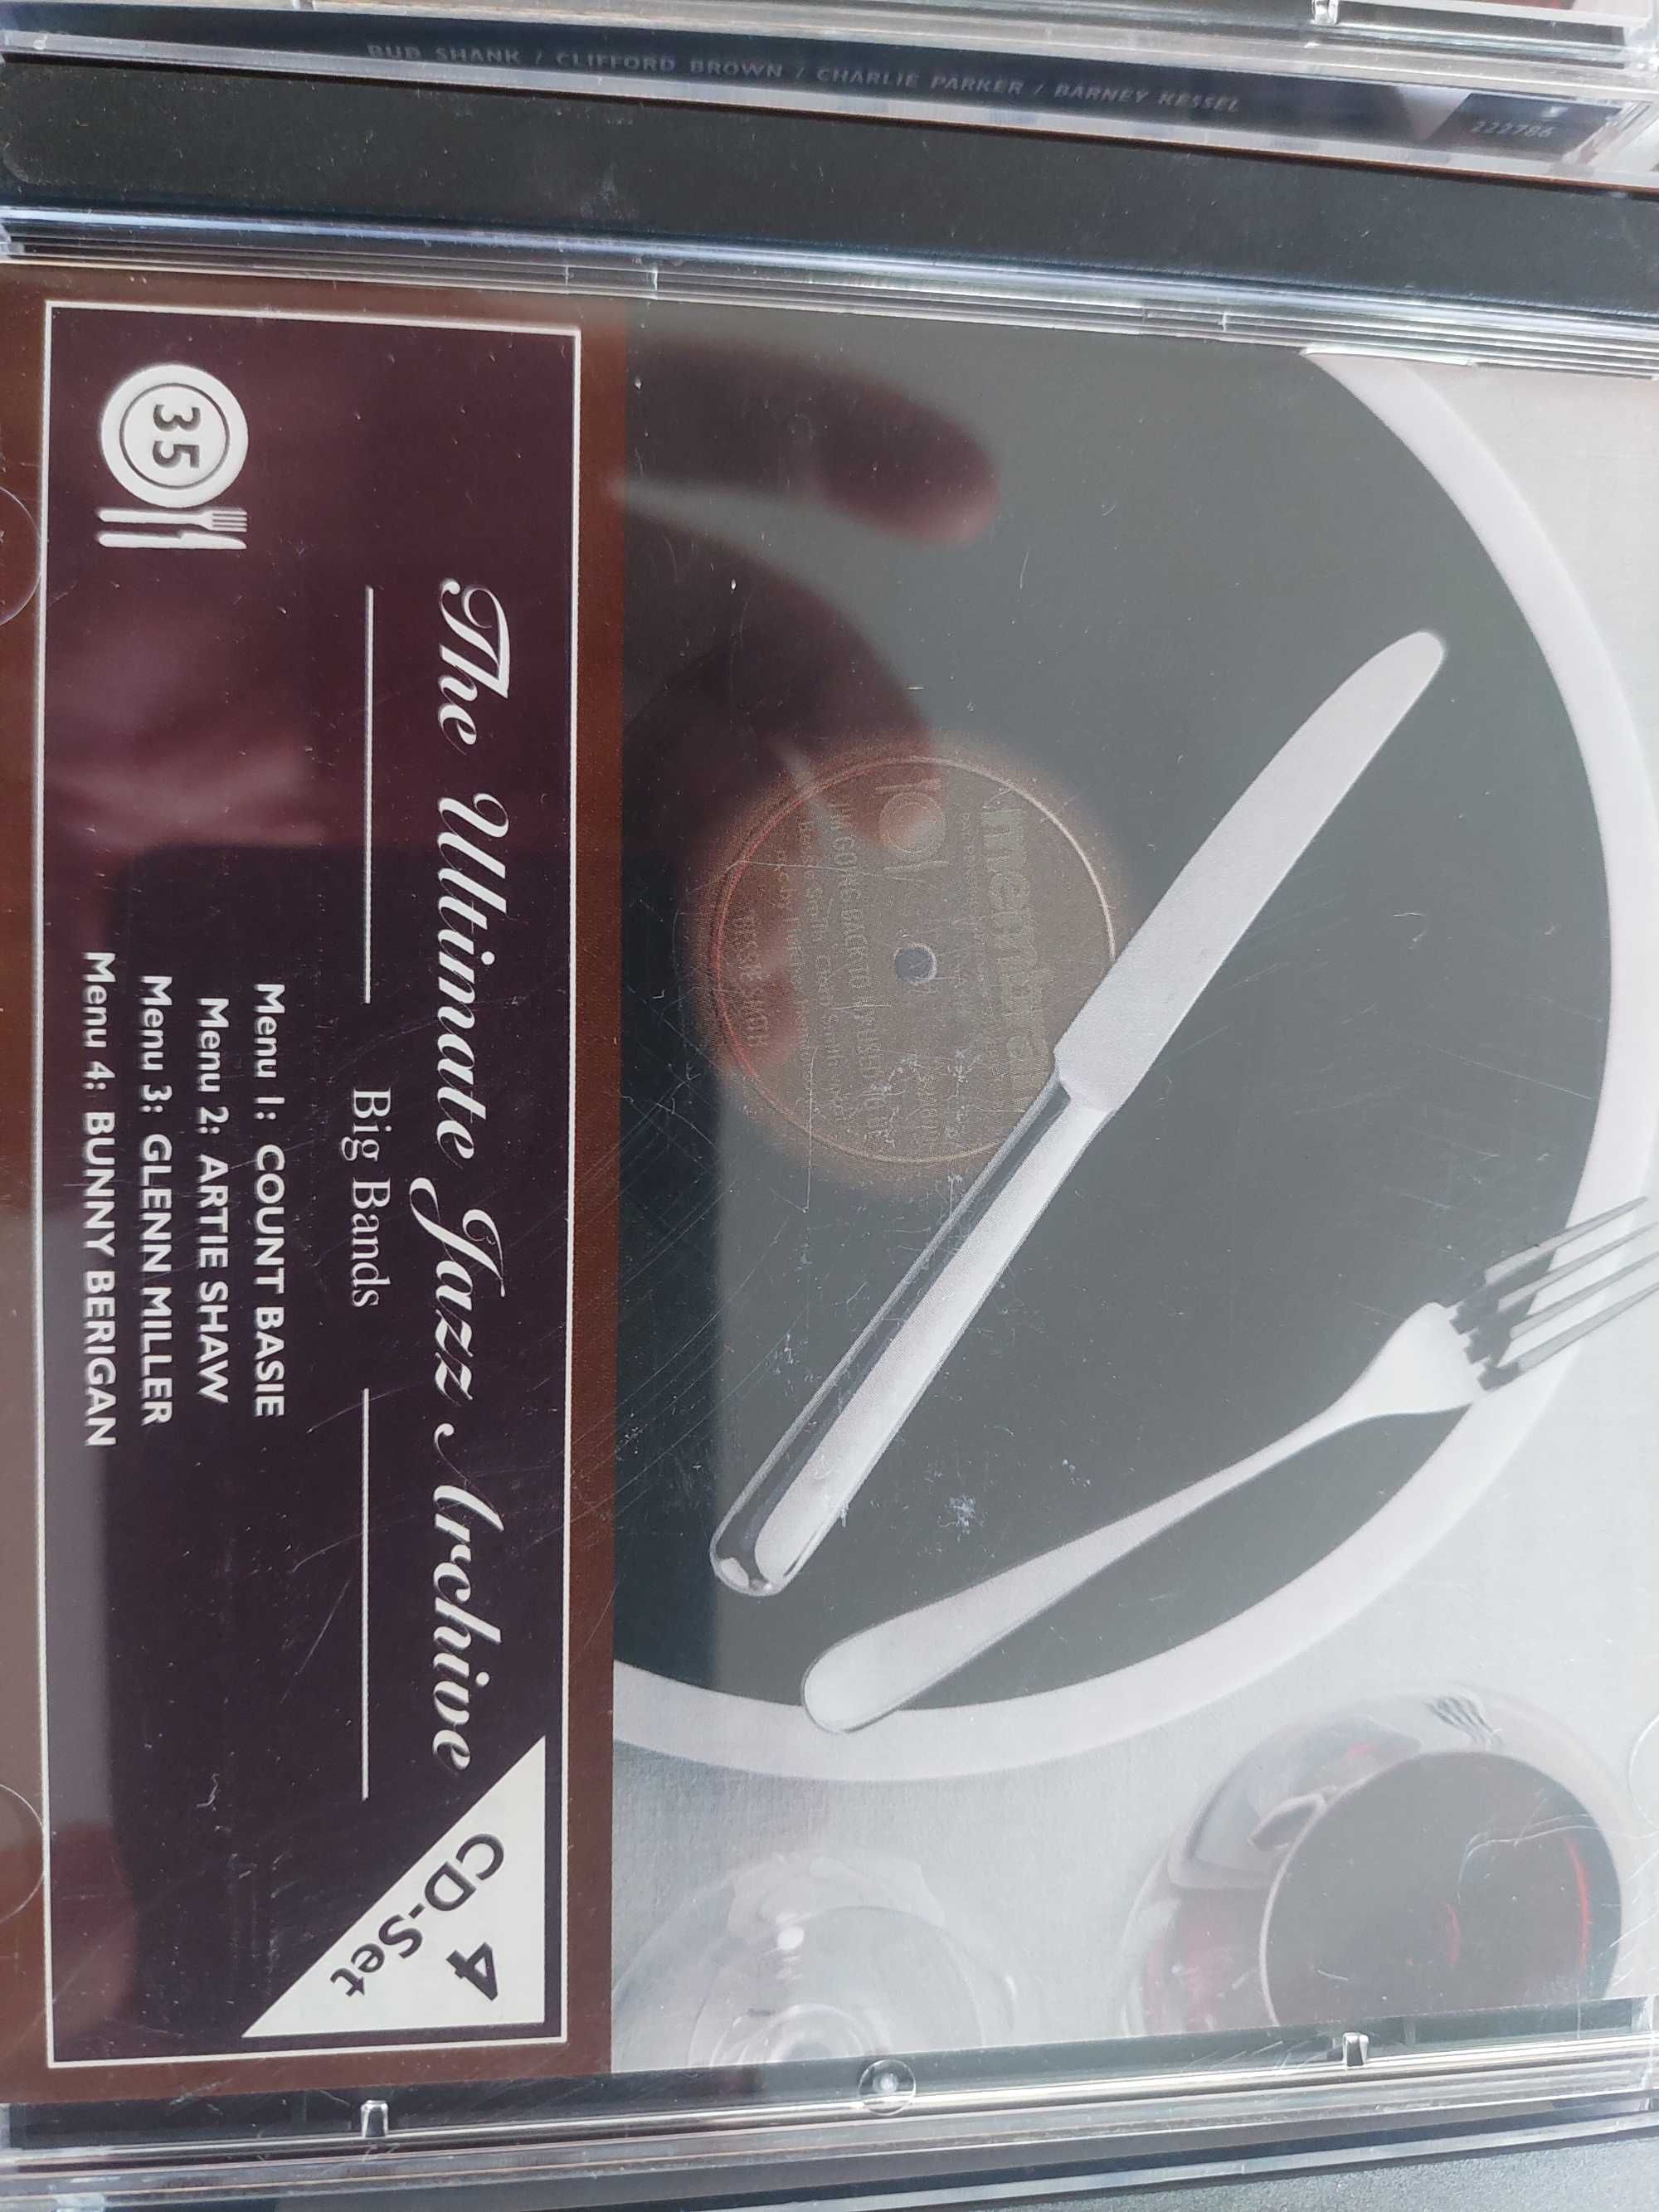 BUD SHANK / CLIFFORD BROWN / CHARLIE PARKER / BARNEY KESSEL
222786
35
The Ultimate Jazz Archive
Big Bands
Menu 1: COUNT BASIE
Menu 2: ARTIE SHAW
Menu 3: GLENN MILLER
Menu 4: BUNNY BERIGAN
4
CD-Set